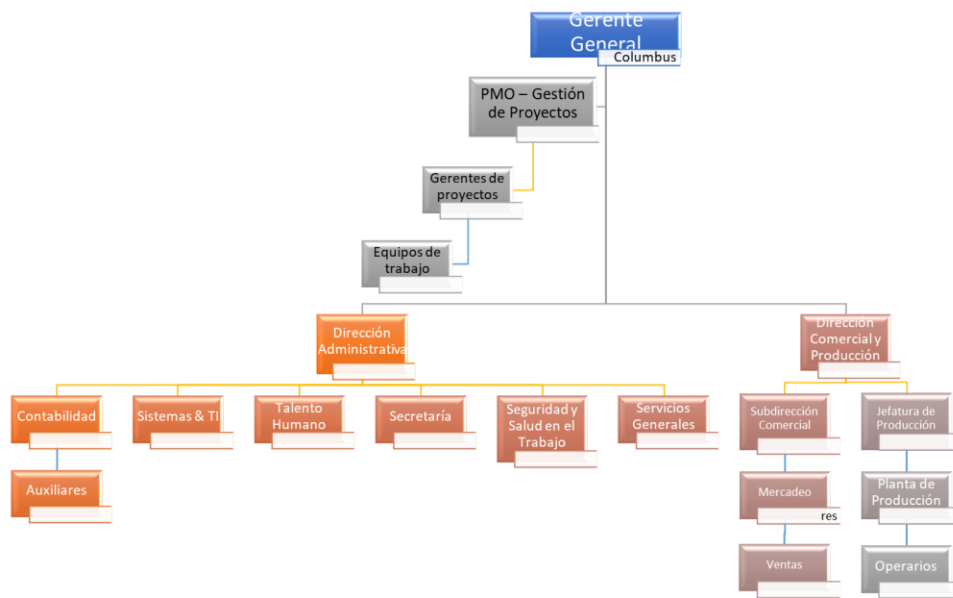 Gerente
General
Columbus
PMO – Gestión
de Proyectos
Gerentes de
proyectos
Equipos de
trabajo
Dirección
Administrativa
Dirección
Comercial y
Producción
Contabilidad
Sistemas & TI
Talento
Humano
Secretaría
Seguridad y
Salud en el
Trabajo
Servicios
Generales
Subdirección
Comercial
Jefatura de
Producción
Auxiliares
Mercadeo
res
Planta de
Producción
Ventas
Operarios